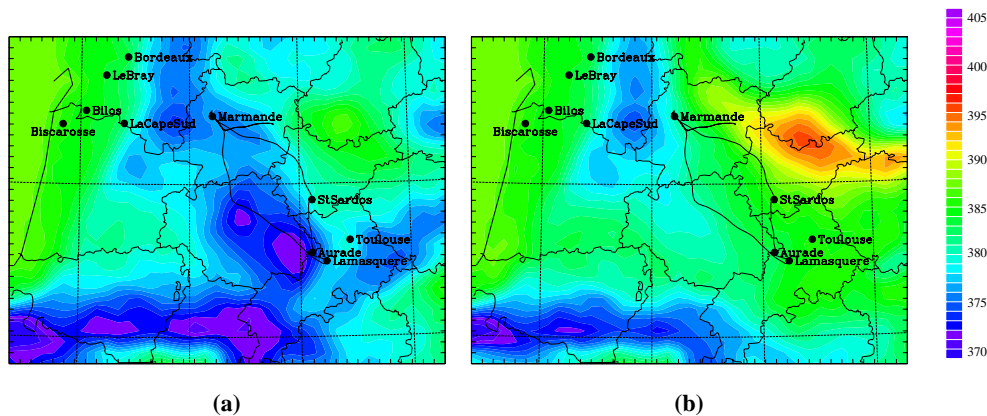 Bordeaux
LeBray
Bilos
Biscarosse
LaCapeSud
Marmande
StSardos
Toulouse
Aurade
Lamasquere
(a)
Bordeaux
LeBray
Bilos
Biscarosse
LaCapeSud
Marmande
StSardos
Toulouse
Aurade
Lamasquere
(b)
405
400
395
390
385
380
375
370